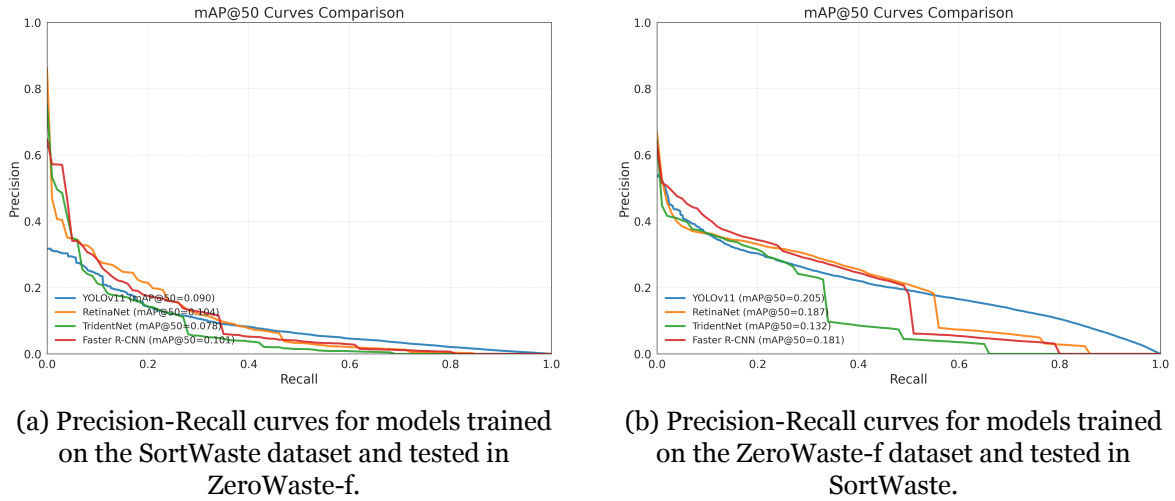 mAP@50 Curves Comparison
1.0
0.8
0.6
0.4
0.2
0.0
Precision
YOLOv11 (mAP@50=0.090)
RetinaNet (mAP@50=0.104)
TridentNet (mAP@50=0.078)
Faster R-CNN (mAP@50=0.101)
0.0 0.2 0.4 0.6 0.8 1.0
Recall
(a) Precision-Recall curves for models trained
on the SortWaste dataset and tested in
ZeroWaste-f.
mAP@50 Curves Comparison
1.0
0.8
0.6
0.4
0.2
0.0
Precision
YOLOv11 (mAP@50=0.205)
RetinaNet (mAP@50=0.187)
TridentNet (mAP@50=0.132)
Faster R-CNN (mAP@50=0.181)
0.0 0.2 0.4 0.6 0.8 1.0
Recall
(b) Precision-Recall curves for models trained
on the ZeroWaste-f dataset and tested in
SortWaste.